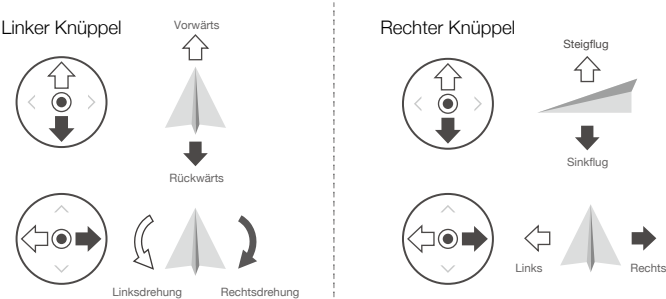 Linker Knüppel
Vorwärts
Rückwärts
Linksdrehung
Rechtsdrehung
Rechter Knüppel
Steigflug
Sinkflug
Links
Rechts